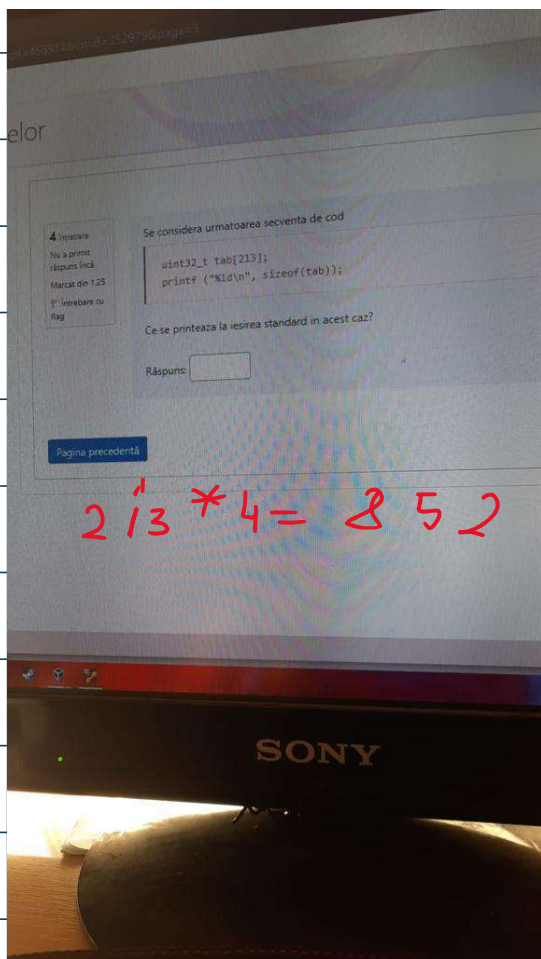 elor
4 Întrebare
Nu a primit
răspuns încă
Marcat din 1,25
Întrebare cu
flag
Se considera urmatoarea secventa de cod
uint32_t tab[213];
printf ("%ld\n", sizeof(tab));
Ce se printeaza la iesirea standard in acest caz?
Răspuns:
Pagina precedentă
213 * 4 = 852
SONY